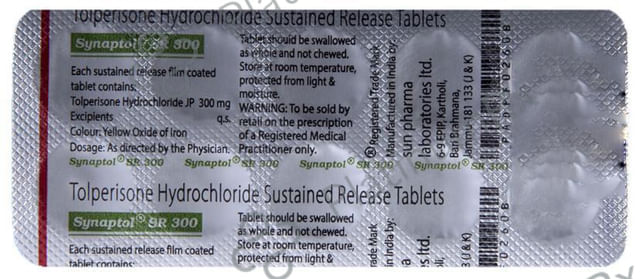 Tolperisone Hydrochloride Sustained Release Tablets
Synaptol® SR 300
Each sustained release film coated
tablet contains:
Tolperisone Hydrochloride JP 300 mg
Excipients q.s.
Colour: Yellow Oxide of Iron
Dosage: As directed by the Physician.
Tablet should be swallowed
as whole and not chewed.
Store at room temperature,
protected from light &
moisture.
WARNING: To be sold by
retail on the prescription
of a Registered Medical
Practitioner only.
® Registered Trade Mark
Manufactured in India by:
sun pharma
laboratories ltd.
6-9 EPIP, Kartholi,
Bari Brahmana,
Jammu-181 133 (J & K)
Synaptol® SR 300 Synaptol® SR 300 Synaptol® SR 300 Synaptol® SR 300
Tolperisone Hydrochloride Sustained Release Tablets
Synaptol® SR 300
Each sustained release film coated
tablet contains:
Tablet should be swallowed
as whole and not chewed.
Store at room temperature,
protected from light &
Trade Mark
in India by:
ltd.
(J & K)